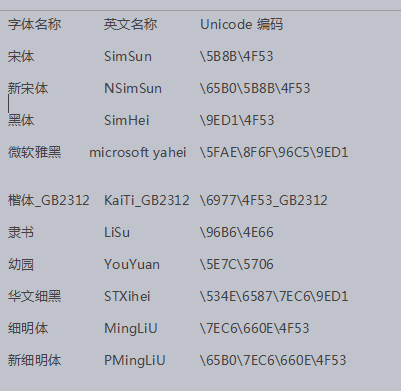 字体名称 英文名称 Unicode 编码
宋体 SimSun \5B8B\4F53
新宋体 NSimSun \65B0\5B8B\4F53
黑体 SimHei \9ED1\4F53
微软雅黑 microsoft yahei \5FAE\8F6F\96C5\9ED1
楷体_GB2312 KaiTi_GB2312 \6977\4F53_GB2312
隶书 LiSu \96B6\4E66
幼园 YouYuan \5E7C\5706
华文细黑 STXihei \534E\6587\7EC6\9ED1
细明体 MingLiU \7EC6\660E\4F53
新细明体 PMingLiU \65B0\7EC6\660E\4F53